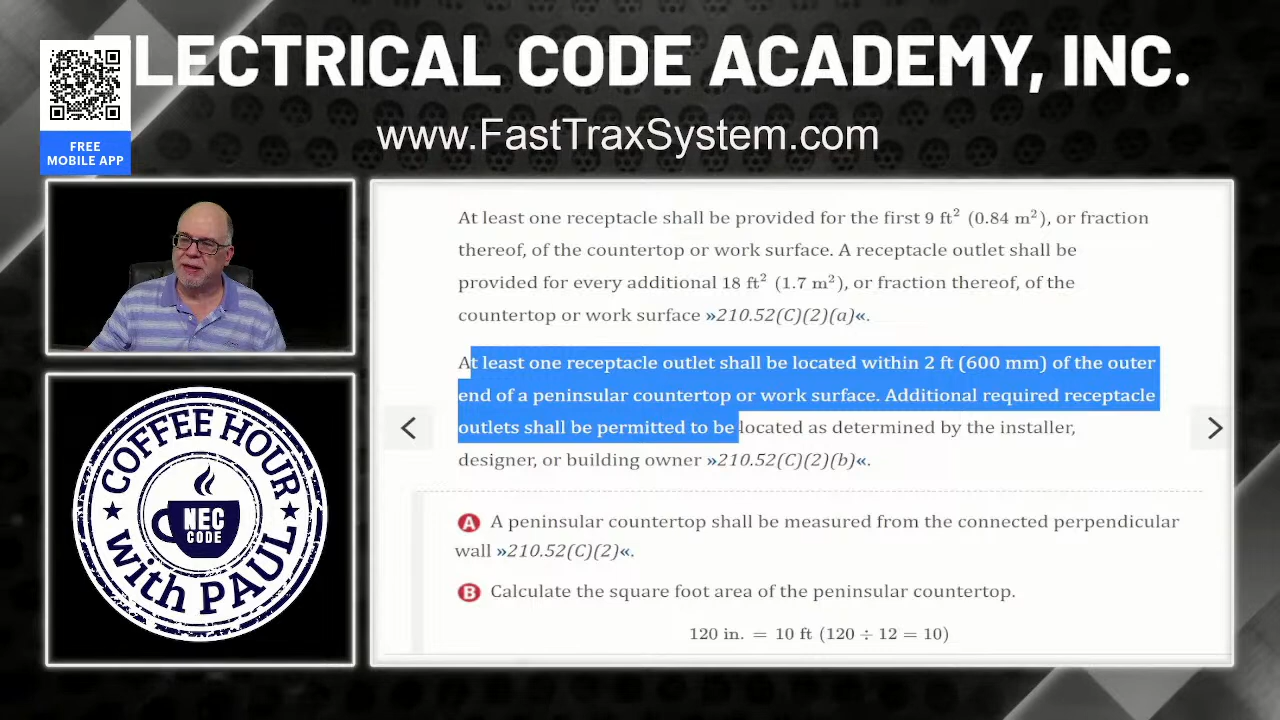 ELECTRICAL CODE ACADEMY, INC.
www.FastTraxSystem.com
FREE
MOBILE APP
At least one receptacle shall be provided for the first 9 ft² (0.84 m²), or fraction
thereof, of the countertop or work surface. A receptacle outlet shall be
provided for every additional 18 ft² (1.7 m²), or fraction thereof, of the
countertop or work surface »210.52(C)(2)(a)«.
At least one receptacle outlet shall be located within 2 ft (600 mm) of the outer
end of a peninsular countertop or work surface. Additional required receptacle
outlets shall be permitted to be located as determined by the installer,
designer, or building owner »210.52(C)(2)(b)«.
A A peninsular countertop shall be measured from the connected perpendicular
wall »210.52(C)(2)«.
B Calculate the square foot area of the peninsular countertop.
120 in. = 10 ft (120 ÷ 12 = 10)
COFFEE HOUR
NEC
CODE
with PAUL